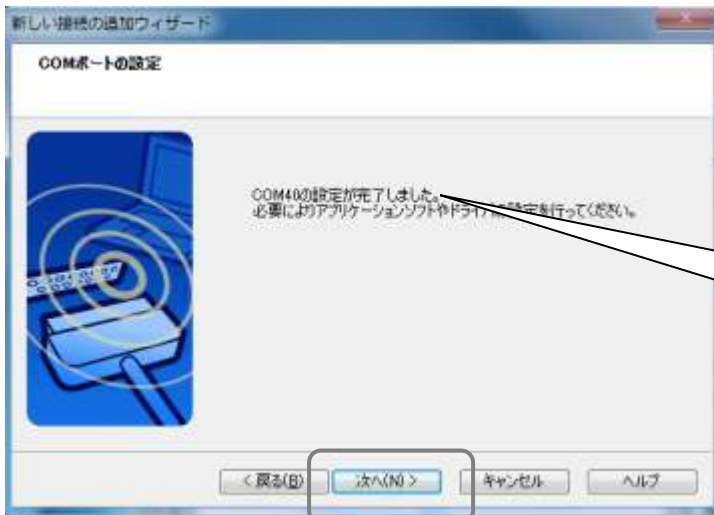 新しい接続の追加ウィザード
COMポートの設定
COM40の設定が完了しました。
必要によりアプリケーションソフトやドライバの設定を行ってください。
< 戻る(B)
次へ(N) >
キャンセル
ヘルプ